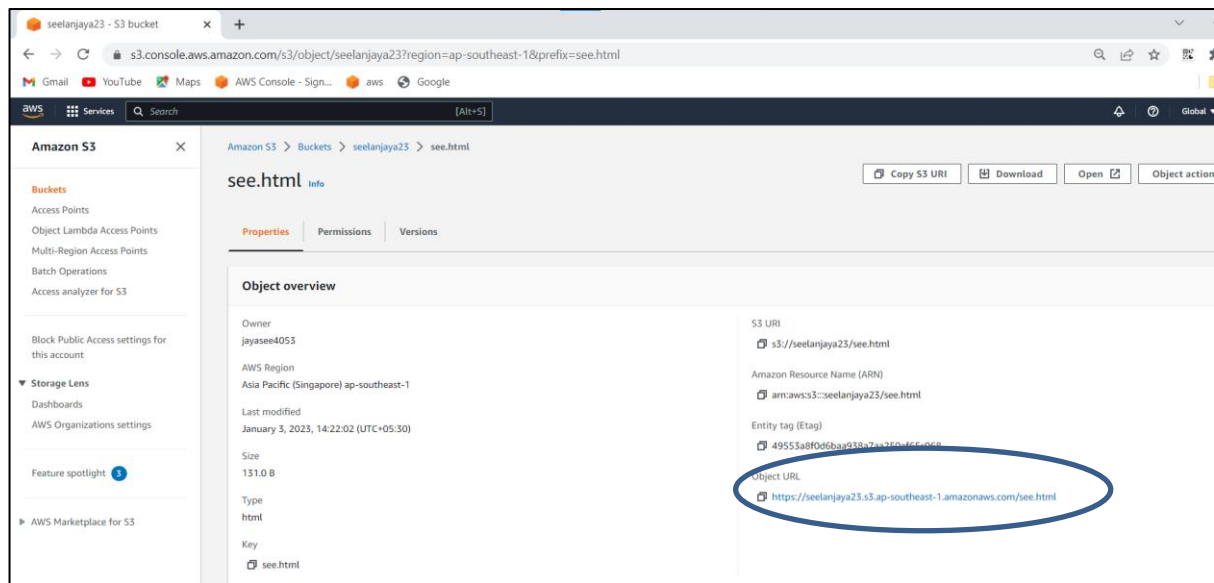 seelanjaya23 - S3 bucket
s3.console.aws.amazon.com/s3/object/seelanjaya23?region=ap-southeast-1&prefix=see.html
Gmail YouTube Maps AWS Console - Sign... aws Google
aws Services Search [Alt+S] Global
Amazon S3
Buckets
Access Points
Object Lambda Access Points
Multi-Region Access Points
Batch Operations
Access analyzer for S3
Block Public Access settings for
this account
Storage Lens
Dashboards
AWS Organizations settings
Feature spotlight 3
AWS Marketplace for S3
Amazon S3 > Buckets > seelanjaya23 > see.html
see.html Info
Copy S3 URI Download Open Object action
Properties Permissions Versions
Object overview
Owner
jayasee4053
AWS Region
Asia Pacific (Singapore) ap-southeast-1
Last modified
January 3, 2023, 14:22:02 (UTC+05:30)
Size
131.0 B
Type
html
Key
see.html
S3 URI
s3://seelanjaya23/see.html
Amazon Resource Name (ARN)
arn:aws:s3:::seelanjaya23/see.html
Entity tag (Etag)
Object URL
https://seelanjaya23.s3.ap-southeast-1.amazonaws.com/see.html